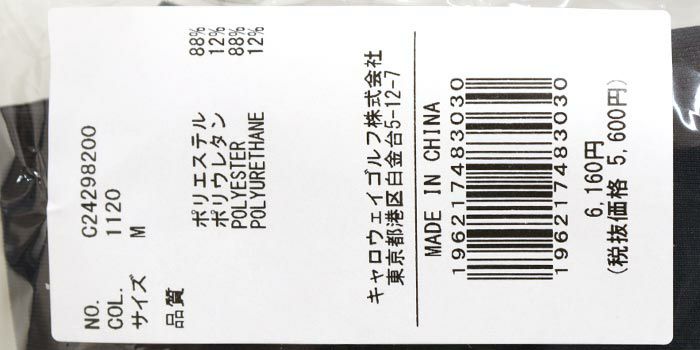 NO. C24298200
COL. 1120
サイズ M
品質
ポリエステル 88%
ポリウレタン 12%
POLYESTER 88%
POLYURETHANE 12%
キャロウェイゴルフ株式会社
東京都港区白金台5-12-7
MADE IN CHINA
196217483030
196217483030
6,160円
(税抜価格 5,600円)